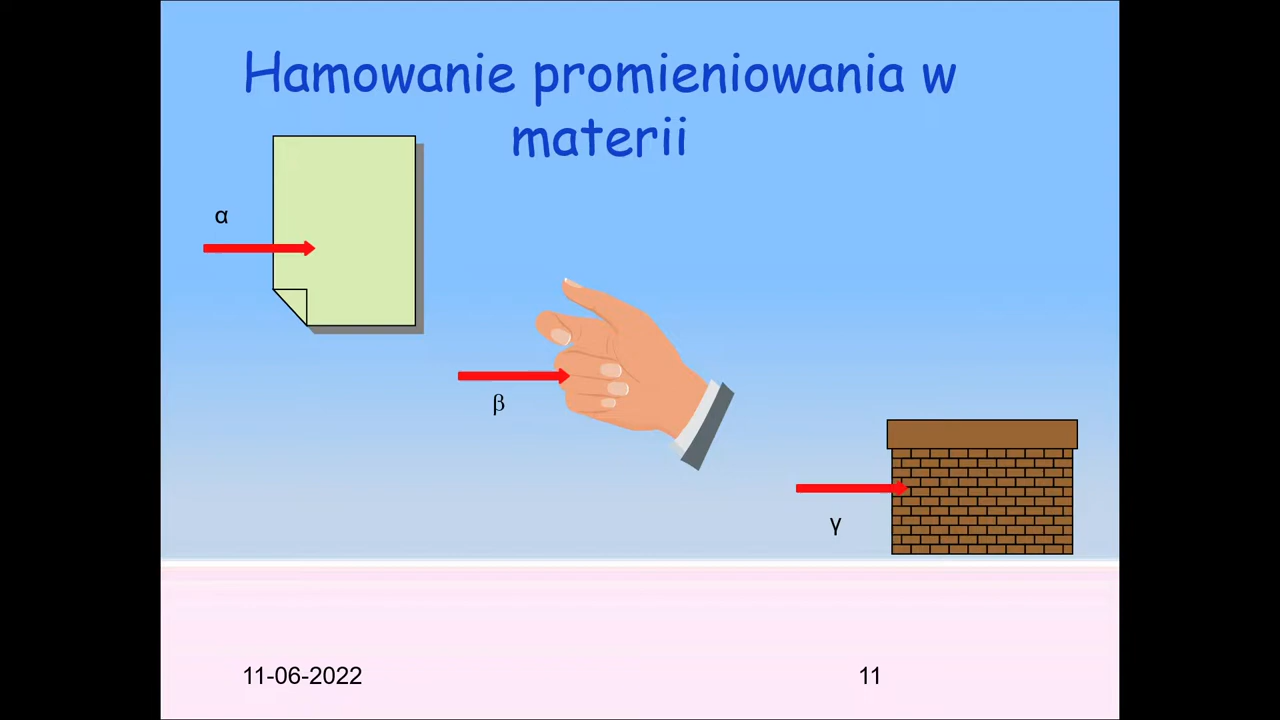 Hamowanie promieniowania w
materii
α
β
γ
11-06-2022
11